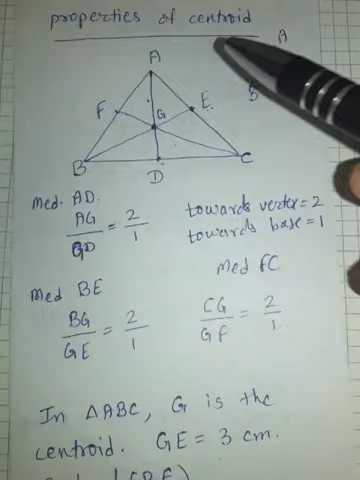 properties of centroid
A
A
F
E
G
B
C
D
Med. AD.
AG/GD = 2/1
towards vertex = 2
towards base = 1
Med BE
BG/GE = 2/1
Med FC
CG/GF = 2/1
In △ABC, G is the
centroid. GE = 3 cm.